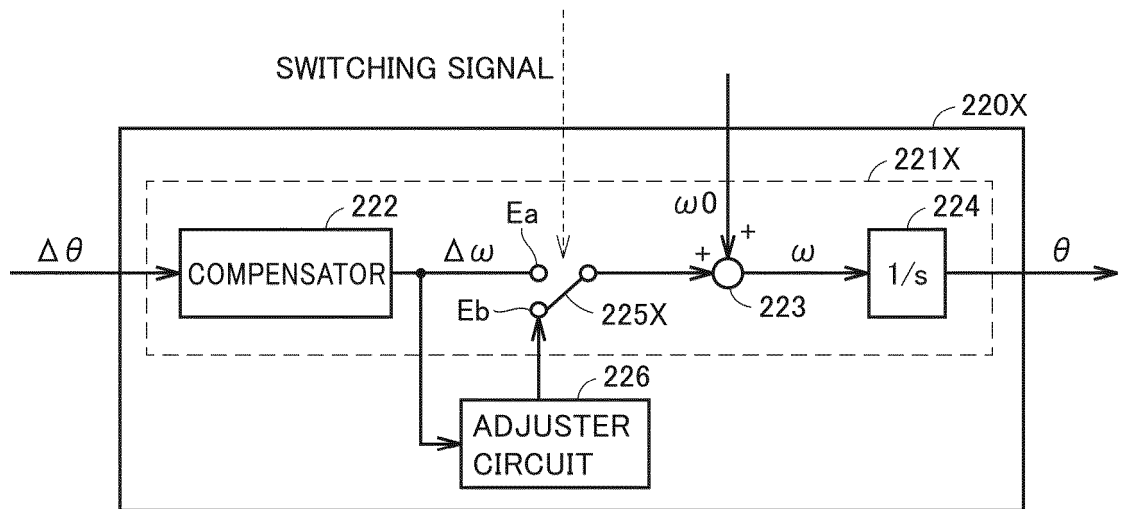 SWITCHING SIGNAL
220X
221X
222
Ea
ω0
224
+
Δθ
COMPENSATOR
Δω
+
ω
1/s
θ
Eb
225X
223
226
ADJUSTER
CIRCUIT